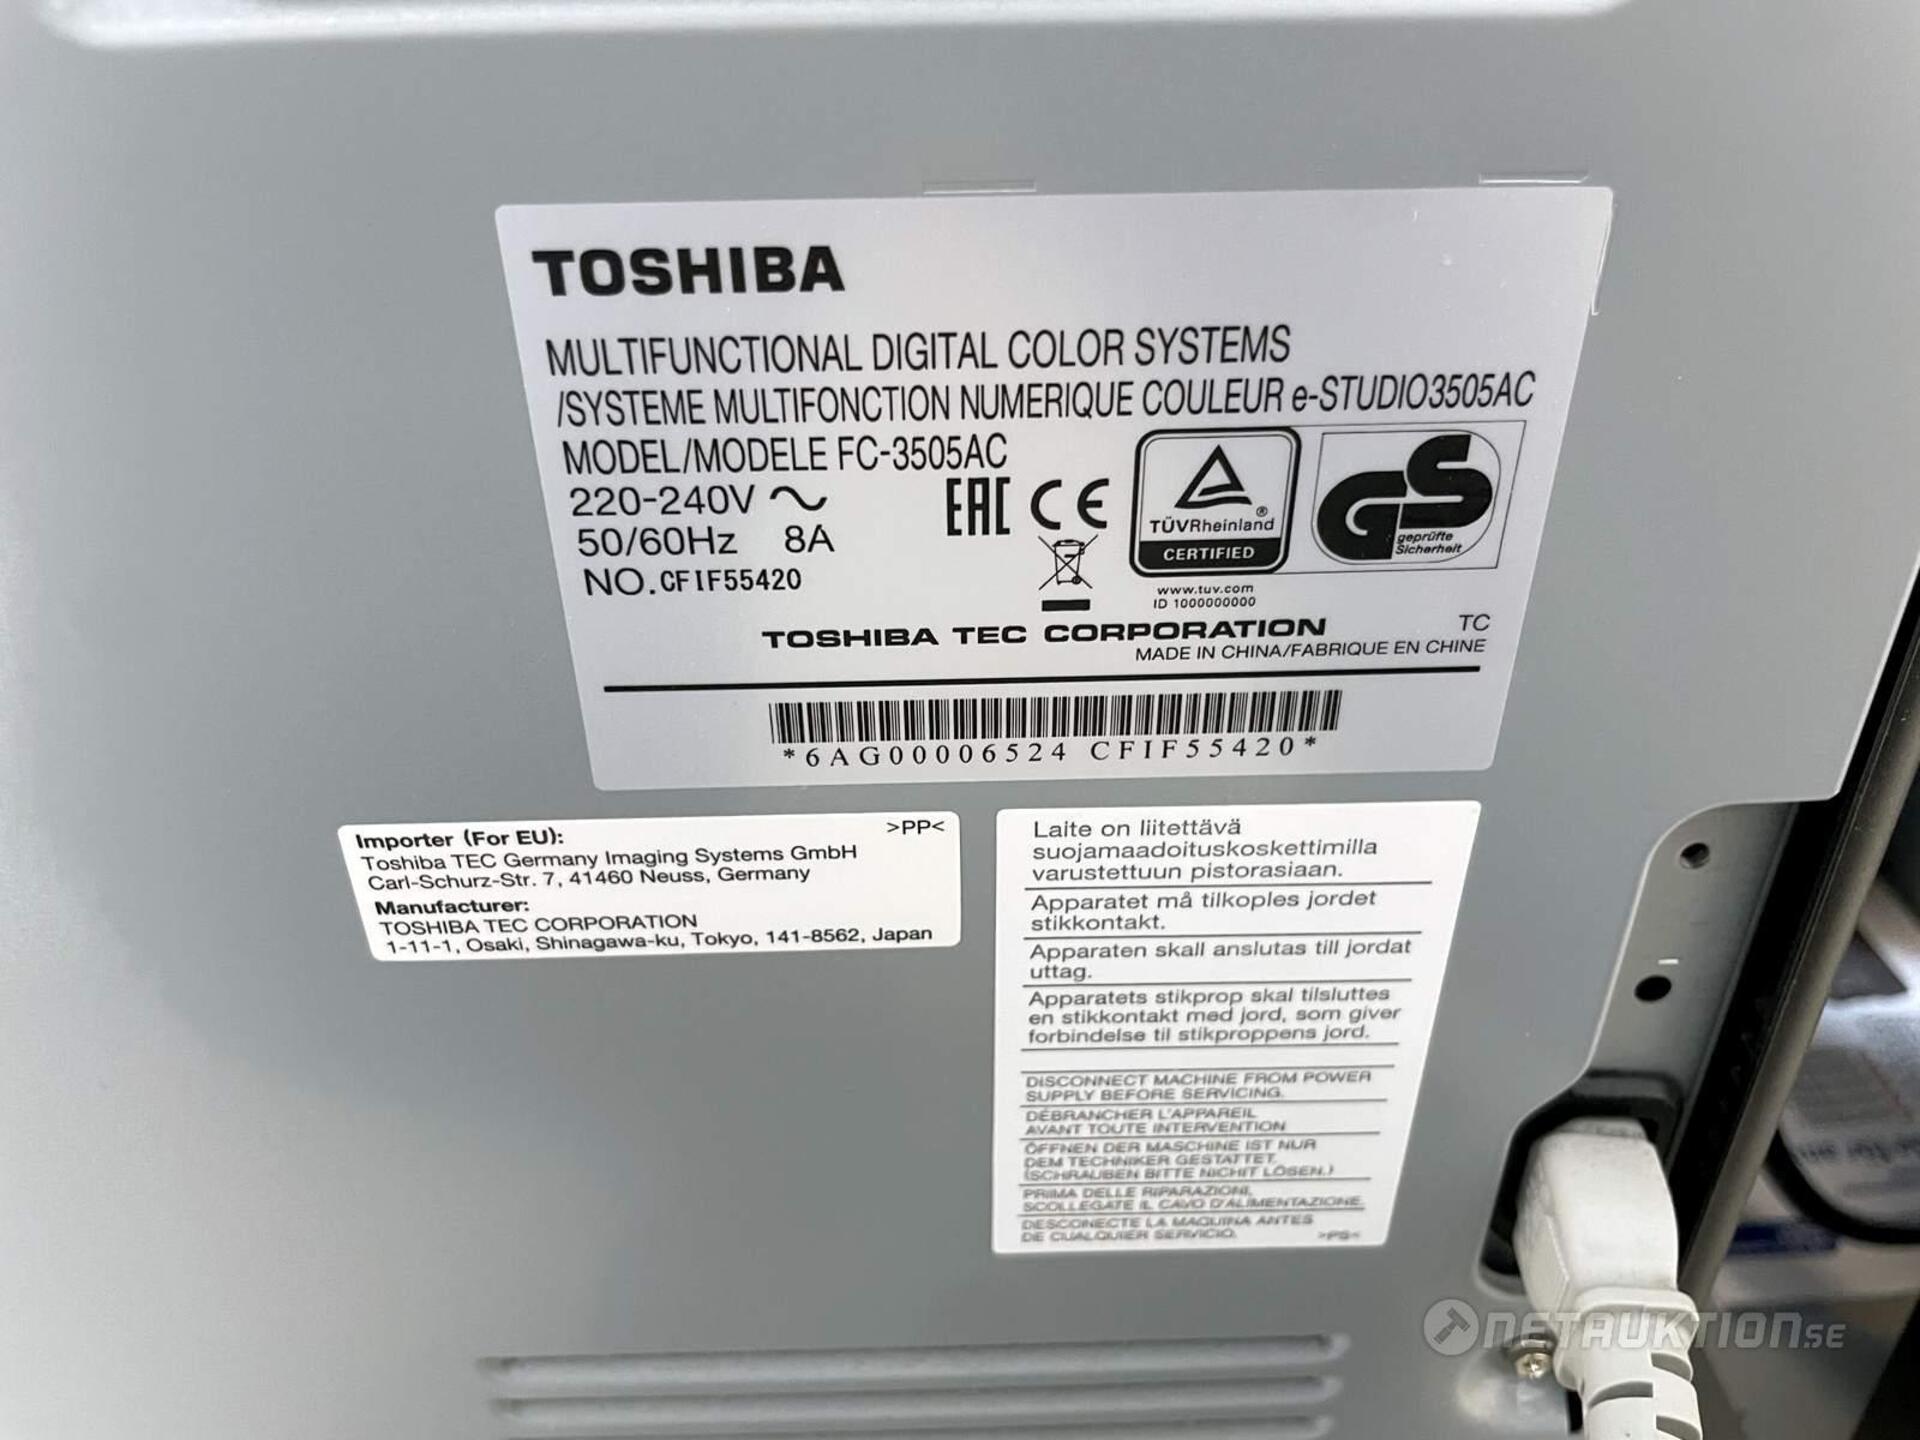 TOSHIBA
MULTIFUNCTIONAL DIGITAL COLOR SYSTEMS
/SYSTEME MULTIFONCTION NUMERIQUE COULEUR e-STUDIO3505AC
MODEL/MODELE FC-3505AC
220-240V
50/60Hz 8A
NO.CFIF55420
EAC CE
TÜVRheinland ®
CERTIFIED
www.tuv.com
ID 1000000000
GS
geprüfte
Sicherheit
TOSHIBA TEC CORPORATION
TC
MADE IN CHINA/FABRIQUE EN CHINE
*6AG00006524 CFIF55420*
Importer (For EU): >PP<
Toshiba TEC Germany Imaging Systems GmbH
Carl-Schurz-Str. 7, 41460 Neuss, Germany
Manufacturer:
TOSHIBA TEC CORPORATION
1-11-1, Osaki, Shinagawa-ku, Tokyo, 141-8562, Japan
Laite on liitettävä
suojamaadoituskoskettimilla
varustettuun pistorasiaan.
Apparatet må tilkoples jordet
stikkontakt.
Apparaten skall anslutas till jordat
uttag.
Apparatets stikprop skal tilsluttes
en stikkontakt med jord, som giver
forbindelse til stikproppens jord.
DISCONNECT MACHINE FROM POWER
SUPPLY BEFORE SERVICING.
DÉBRANCHER L'APPAREIL
AVANT TOUTE INTERVENTION
ÖFFNEN DER MASCHINE IST NUR
DEM TECHNIKER GESTATTET.
(SCHRAUBEN BITTE NICHIT LÖSEN.)
PRIMA DELLE RIPARAZIONI,
SCOLLEGATE IL CAVO D'ALIMENTAZIONE.
DESCONECTE LA MAQUINA ANTES
DE CUALQUIER SERVICIO. >PS<
NETAUKTION.SE